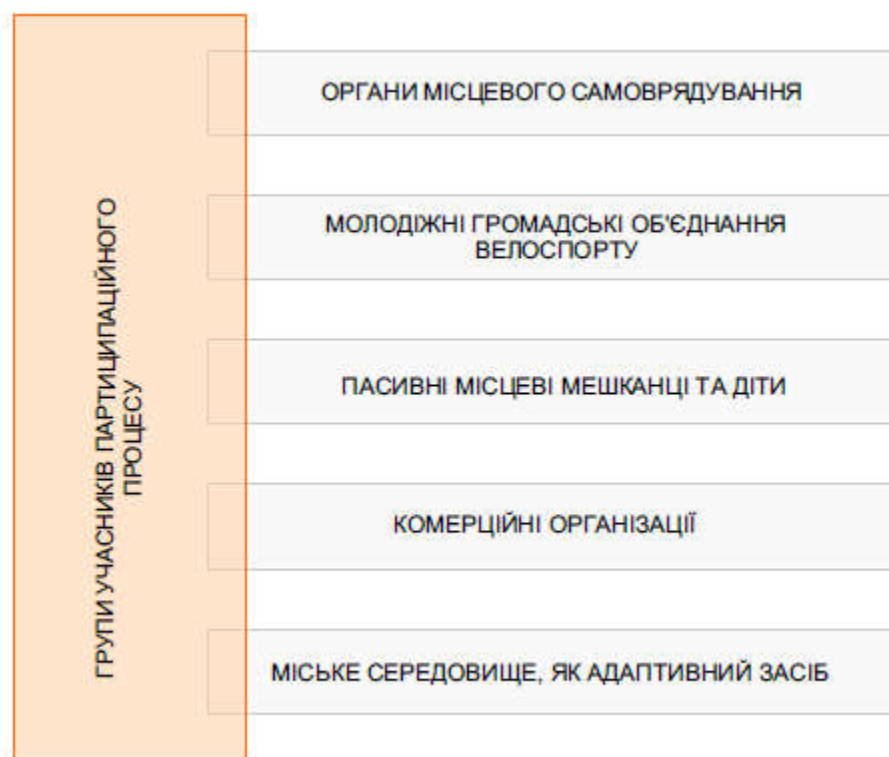 ГРУПИ УЧАСНИКІВ ПАРТИЦИПАЦІЙНОГО
ПРОЦЕСУ
ОРГАНИ МІСЦЕВОГО САМОВРЯДУВАННЯ
МОЛОДІЖНІ ГРОМАДСЬКІ ОБ'ЄДНАННЯ
ВЕЛОСПОРТУ
ПАСИВНІ МІСЦЕВІ МЕШКАНЦІ ТА ДІТИ
КОМЕРЦІЙНІ ОРГАНІЗАЦІЇ
МІСЬКЕ СЕРЕДОВИЩЕ, ЯК АДАПТИВНИЙ ЗАСІБ